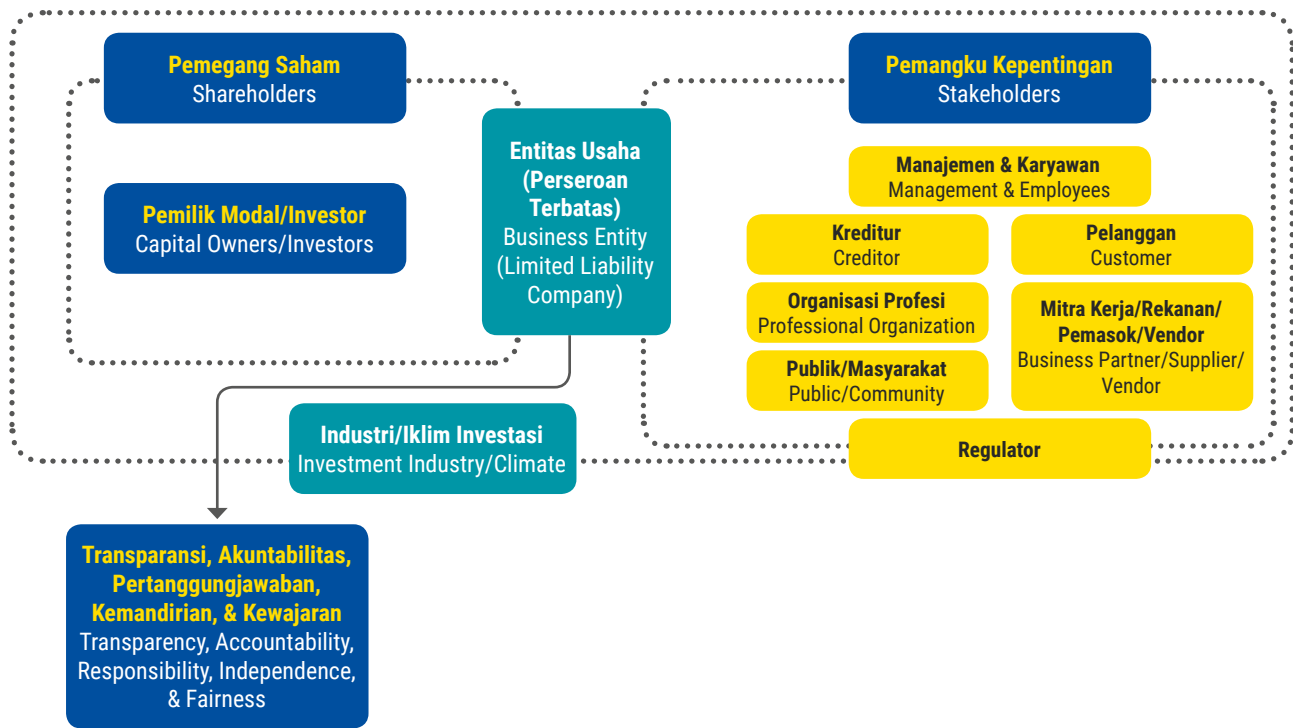 Pemegang Saham
Shareholders
Pemilik Modal/Investor
Capital Owners/Investors
Entitas Usaha
(Perseroan
Terbatas)
Business Entity
(Limited Liability
Company)
Pemangku Kepentingan
Stakeholders
Manajemen & Karyawan
Management & Employees
Kreditur
Creditor
Pelanggan
Customer
Organisasi Profesi
Professional Organization
Mitra Kerja/Rekanan/
Pemasok/Vendor
Business Partner/Supplier/
Vendor
Publik/Masyarakat
Public/Community
Regulator
Industri/Iklim Investasi
Investment Industry/Climate
Transparansi, Akuntabilitas,
Pertanggungjawaban,
Kemandirian, & Kewajaran
Transparency, Accountability,
Responsibility, Independence,
& Fairness